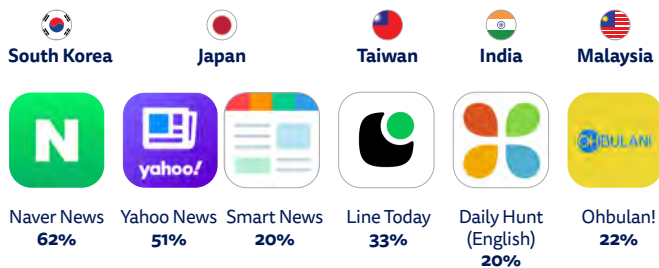 South Korea Japan Taiwan India Malaysia
N yahoo! OHBULANI
Naver News Yahoo News Smart News Line Today Daily Hunt Ohbulan!
(English)
62% 51% 20% 33% 22%
20%